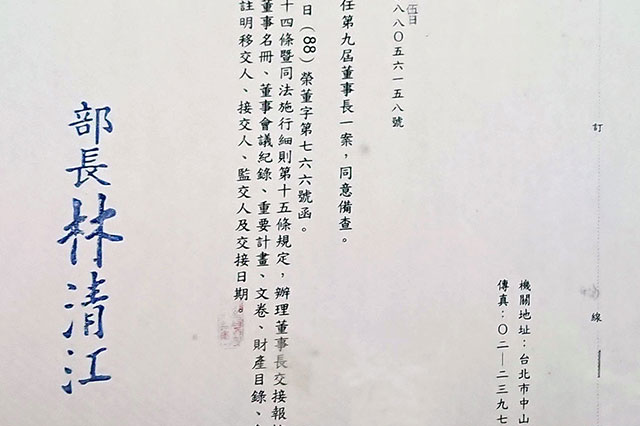 訂
線
機關地址：台北市中山
傳真：〇二—二三九七
伍日
八八〇五六一五八號
任第九屆董事長一案，同意備查。
日（88）榮董字第七六六號函。
十四條暨同法施行細則第十五條規定，辦理董事長交接報
董事名冊、董事會議紀錄、重要計畫、文卷、財產目錄、
註明移交人、接交人、監交人及交接日期。
部長林清江